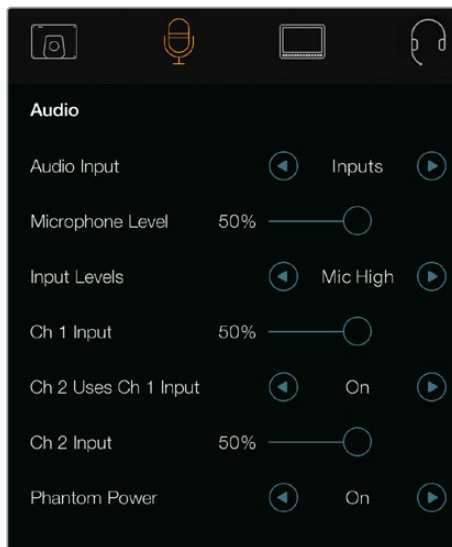 Audio
Audio Input Inputs
Microphone Level 50%
Input Levels Mic High
Ch 1 Input 50%
Ch 2 Uses Ch 1 Input On
Ch 2 Input 50%
Phantom Power On